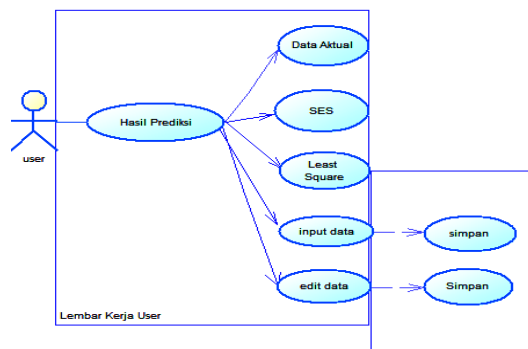 Data Aktual
SES
Hasil Prediksi
user
Least
Square
input data
simpan
edit data
Simpan
Lembar Kerja User